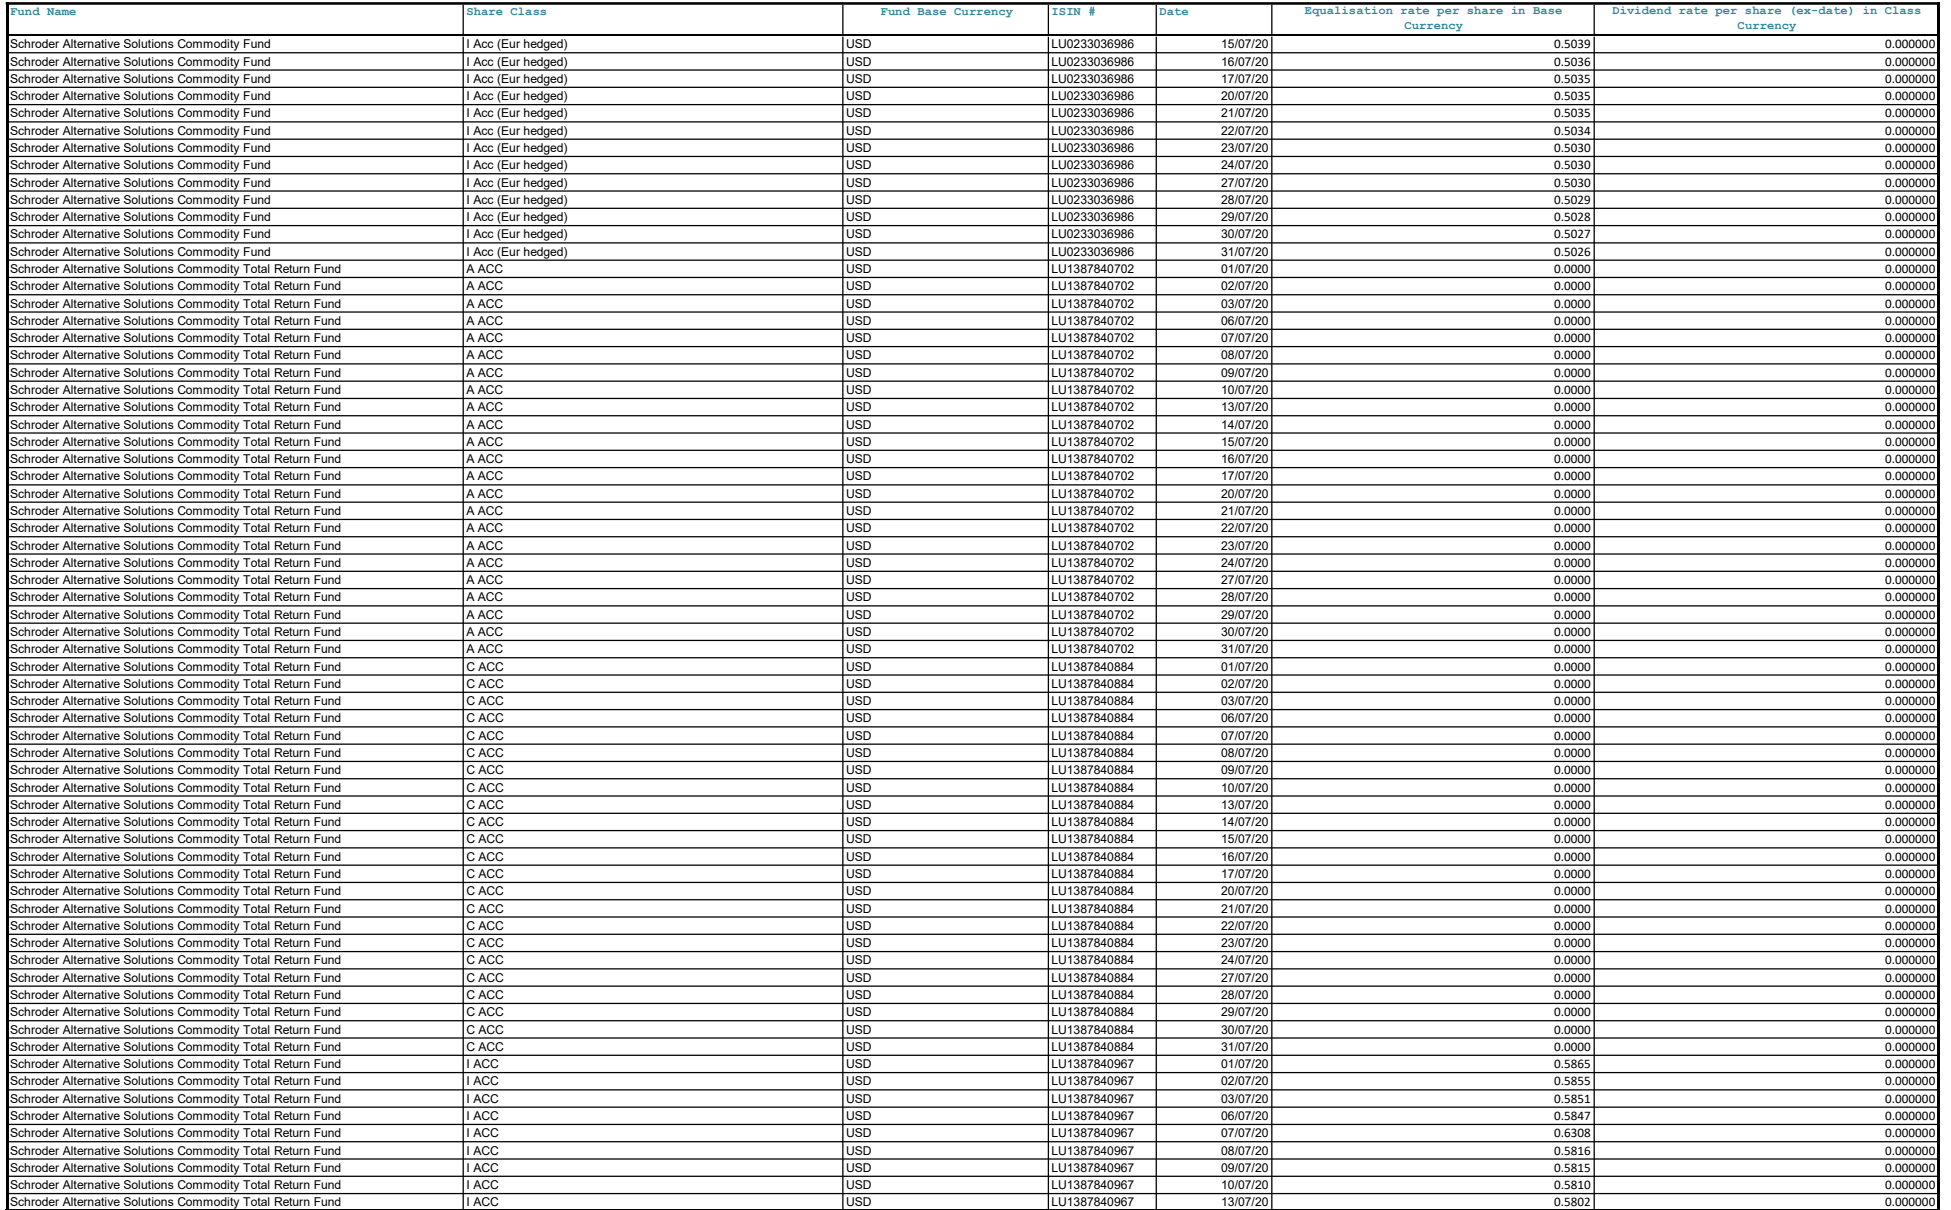 Fund Name Share Class Fund Base Currency ISIN # Date Equalisation rate per share in Base Currency Dividend rate per share (ex-date) in Class Currency
Schroder Alternative Solutions Commodity Fund I Acc (Eur hedged) USD LU0233036986 15/07/20 0.5039 0.000000
Schroder Alternative Solutions Commodity Fund I Acc (Eur hedged) USD LU0233036986 16/07/20 0.5036 0.000000
Schroder Alternative Solutions Commodity Fund I Acc (Eur hedged) USD LU0233036986 17/07/20 0.5035 0.000000
Schroder Alternative Solutions Commodity Fund I Acc (Eur hedged) USD LU0233036986 20/07/20 0.5035 0.000000
Schroder Alternative Solutions Commodity Fund I Acc (Eur hedged) USD LU0233036986 21/07/20 0.5035 0.000000
Schroder Alternative Solutions Commodity Fund I Acc (Eur hedged) USD LU0233036986 22/07/20 0.5034 0.000000
Schroder Alternative Solutions Commodity Fund I Acc (Eur hedged) USD LU0233036986 23/07/20 0.5030 0.000000
Schroder Alternative Solutions Commodity Fund I Acc (Eur hedged) USD LU0233036986 24/07/20 0.5030 0.000000
Schroder Alternative Solutions Commodity Fund I Acc (Eur hedged) USD LU0233036986 27/07/20 0.5030 0.000000
Schroder Alternative Solutions Commodity Fund I Acc (Eur hedged) USD LU0233036986 28/07/20 0.5029 0.000000
Schroder Alternative Solutions Commodity Fund I Acc (Eur hedged) USD LU0233036986 29/07/20 0.5028 0.000000
Schroder Alternative Solutions Commodity Fund I Acc (Eur hedged) USD LU0233036986 30/07/20 0.5027 0.000000
Schroder Alternative Solutions Commodity Fund I Acc (Eur hedged) USD LU0233036986 31/07/20 0.5026 0.000000
Schroder Alternative Solutions Commodity Total Return Fund A ACC USD LU1387840702 01/07/20 0.0000 0.000000
Schroder Alternative Solutions Commodity Total Return Fund A ACC USD LU1387840702 02/07/20 0.0000 0.000000
Schroder Alternative Solutions Commodity Total Return Fund A ACC USD LU1387840702 03/07/20 0.0000 0.000000
Schroder Alternative Solutions Commodity Total Return Fund A ACC USD LU1387840702 06/07/20 0.0000 0.000000
Schroder Alternative Solutions Commodity Total Return Fund A ACC USD LU1387840702 07/07/20 0.0000 0.000000
Schroder Alternative Solutions Commodity Total Return Fund A ACC USD LU1387840702 08/07/20 0.0000 0.000000
Schroder Alternative Solutions Commodity Total Return Fund A ACC USD LU1387840702 09/07/20 0.0000 0.000000
Schroder Alternative Solutions Commodity Total Return Fund A ACC USD LU1387840702 10/07/20 0.0000 0.000000
Schroder Alternative Solutions Commodity Total Return Fund A ACC USD LU1387840702 13/07/20 0.0000 0.000000
Schroder Alternative Solutions Commodity Total Return Fund A ACC USD LU1387840702 14/07/20 0.0000 0.000000
Schroder Alternative Solutions Commodity Total Return Fund A ACC USD LU1387840702 15/07/20 0.0000 0.000000
Schroder Alternative Solutions Commodity Total Return Fund A ACC USD LU1387840702 16/07/20 0.0000 0.000000
Schroder Alternative Solutions Commodity Total Return Fund A ACC USD LU1387840702 17/07/20 0.0000 0.000000
Schroder Alternative Solutions Commodity Total Return Fund A ACC USD LU1387840702 20/07/20 0.0000 0.000000
Schroder Alternative Solutions Commodity Total Return Fund A ACC USD LU1387840702 21/07/20 0.0000 0.000000
Schroder Alternative Solutions Commodity Total Return Fund A ACC USD LU1387840702 22/07/20 0.0000 0.000000
Schroder Alternative Solutions Commodity Total Return Fund A ACC USD LU1387840702 23/07/20 0.0000 0.000000
Schroder Alternative Solutions Commodity Total Return Fund A ACC USD LU1387840702 24/07/20 0.0000 0.000000
Schroder Alternative Solutions Commodity Total Return Fund A ACC USD LU1387840702 27/07/20 0.0000 0.000000
Schroder Alternative Solutions Commodity Total Return Fund A ACC USD LU1387840702 28/07/20 0.0000 0.000000
Schroder Alternative Solutions Commodity Total Return Fund A ACC USD LU1387840702 29/07/20 0.0000 0.000000
Schroder Alternative Solutions Commodity Total Return Fund A ACC USD LU1387840702 30/07/20 0.0000 0.000000
Schroder Alternative Solutions Commodity Total Return Fund A ACC USD LU1387840702 31/07/20 0.0000 0.000000
Schroder Alternative Solutions Commodity Total Return Fund C ACC USD LU1387840884 01/07/20 0.0000 0.000000
Schroder Alternative Solutions Commodity Total Return Fund C ACC USD LU1387840884 02/07/20 0.0000 0.000000
Schroder Alternative Solutions Commodity Total Return Fund C ACC USD LU1387840884 03/07/20 0.0000 0.000000
Schroder Alternative Solutions Commodity Total Return Fund C ACC USD LU1387840884 06/07/20 0.0000 0.000000
Schroder Alternative Solutions Commodity Total Return Fund C ACC USD LU1387840884 07/07/20 0.0000 0.000000
Schroder Alternative Solutions Commodity Total Return Fund C ACC USD LU1387840884 08/07/20 0.0000 0.000000
Schroder Alternative Solutions Commodity Total Return Fund C ACC USD LU1387840884 09/07/20 0.0000 0.000000
Schroder Alternative Solutions Commodity Total Return Fund C ACC USD LU1387840884 10/07/20 0.0000 0.000000
Schroder Alternative Solutions Commodity Total Return Fund C ACC USD LU1387840884 13/07/20 0.0000 0.000000
Schroder Alternative Solutions Commodity Total Return Fund C ACC USD LU1387840884 14/07/20 0.0000 0.000000
Schroder Alternative Solutions Commodity Total Return Fund C ACC USD LU1387840884 15/07/20 0.0000 0.000000
Schroder Alternative Solutions Commodity Total Return Fund C ACC USD LU1387840884 16/07/20 0.0000 0.000000
Schroder Alternative Solutions Commodity Total Return Fund C ACC USD LU1387840884 17/07/20 0.0000 0.000000
Schroder Alternative Solutions Commodity Total Return Fund C ACC USD LU1387840884 20/07/20 0.0000 0.000000
Schroder Alternative Solutions Commodity Total Return Fund C ACC USD LU1387840884 21/07/20 0.0000 0.000000
Schroder Alternative Solutions Commodity Total Return Fund C ACC USD LU1387840884 22/07/20 0.0000 0.000000
Schroder Alternative Solutions Commodity Total Return Fund C ACC USD LU1387840884 23/07/20 0.0000 0.000000
Schroder Alternative Solutions Commodity Total Return Fund C ACC USD LU1387840884 24/07/20 0.0000 0.000000
Schroder Alternative Solutions Commodity Total Return Fund C ACC USD LU1387840884 27/07/20 0.0000 0.000000
Schroder Alternative Solutions Commodity Total Return Fund C ACC USD LU1387840884 28/07/20 0.0000 0.000000
Schroder Alternative Solutions Commodity Total Return Fund C ACC USD LU1387840884 29/07/20 0.0000 0.000000
Schroder Alternative Solutions Commodity Total Return Fund C ACC USD LU1387840884 30/07/20 0.0000 0.000000
Schroder Alternative Solutions Commodity Total Return Fund C ACC USD LU1387840884 31/07/20 0.0000 0.000000
Schroder Alternative Solutions Commodity Total Return Fund I ACC USD LU1387840967 01/07/20 0.5865 0.000000
Schroder Alternative Solutions Commodity Total Return Fund I ACC USD LU1387840967 02/07/20 0.5855 0.000000
Schroder Alternative Solutions Commodity Total Return Fund I ACC USD LU1387840967 03/07/20 0.5851 0.000000
Schroder Alternative Solutions Commodity Total Return Fund I ACC USD LU1387840967 06/07/20 0.5847 0.000000
Schroder Alternative Solutions Commodity Total Return Fund I ACC USD LU1387840967 07/07/20 0.6308 0.000000
Schroder Alternative Solutions Commodity Total Return Fund I ACC USD LU1387840967 08/07/20 0.5816 0.000000
Schroder Alternative Solutions Commodity Total Return Fund I ACC USD LU1387840967 09/07/20 0.5815 0.000000
Schroder Alternative Solutions Commodity Total Return Fund I ACC USD LU1387840967 10/07/20 0.5810 0.000000
Schroder Alternative Solutions Commodity Total Return Fund I ACC USD LU1387840967 13/07/20 0.5802 0.000000